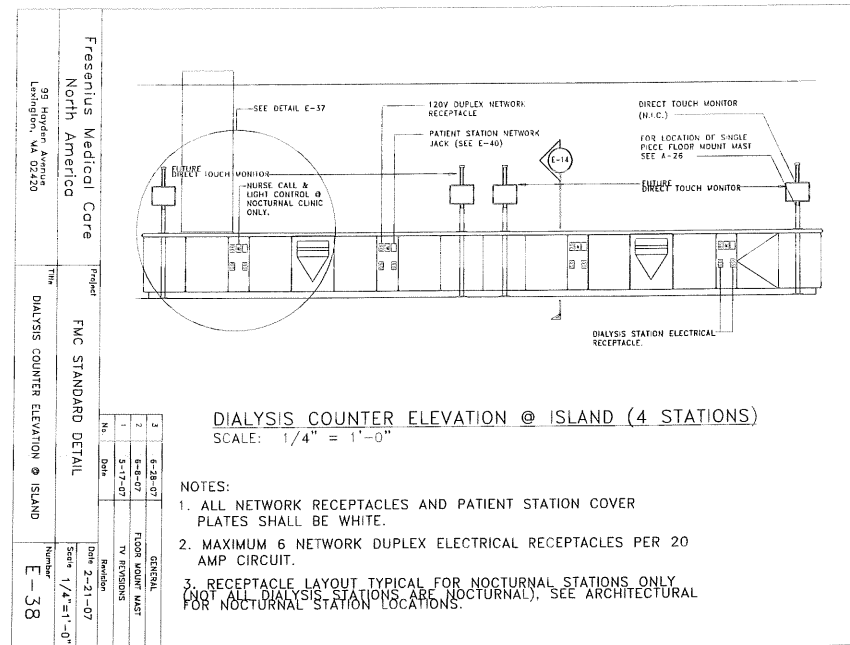 SEE DETAIL E-37
120V DUPLEX NETWORK
RECEPTACLE
PATIENT STATION NETWORK
JACK (SEE E-40)
E-14
DIRECT TOUCH MONITOR
(N.I.C.)
FOR LOCATION OF SINGLE
PIECE FLOOR MOUNT MAST
SEE A-26
FUTURE
DIRECT TOUCH MONITOR
NURSE CALL &
LIGHT CONTROL @
NOCTURNAL CLINIC
ONLY.
FUTURE
DIRECT TOUCH MONITOR
DIALYSIS STATION ELECTRICAL
RECEPTACLE.
DIALYSIS COUNTER ELEVATION @ ISLAND (4 STATIONS)
SCALE: 1/4" = 1'-0"
NOTES:
1. ALL NETWORK RECEPTACLES AND PATIENT STATION COVER
PLATES SHALL BE WHITE.
2. MAXIMUM 6 NETWORK DUPLEX ELECTRICAL RECEPTACLES PER 20
AMP CIRCUIT.
3. RECEPTACLE LAYOUT TYPICAL FOR NOCTURNAL STATIONS ONLY
(NOT ALL DIALYSIS STATIONS ARE NOCTURNAL), SEE ARCHITECTURAL
FOR NOCTURNAL STATION LOCATIONS.
Fresenius Medical Care
North America
99 Hayden Avenue
Lexington, MA 02420
Project
FMC STANDARD DETAIL
Title
DIALYSIS COUNTER ELEVATION @ ISLAND
3 6-28-07 GENERAL
2 6-8-07 FLOOR MOUNT MAST
1 5-17-07 TV REVISIONS
No. Date Revision
Date 2-21-07
Scale 1/4"=1'-0"
Number
E-38